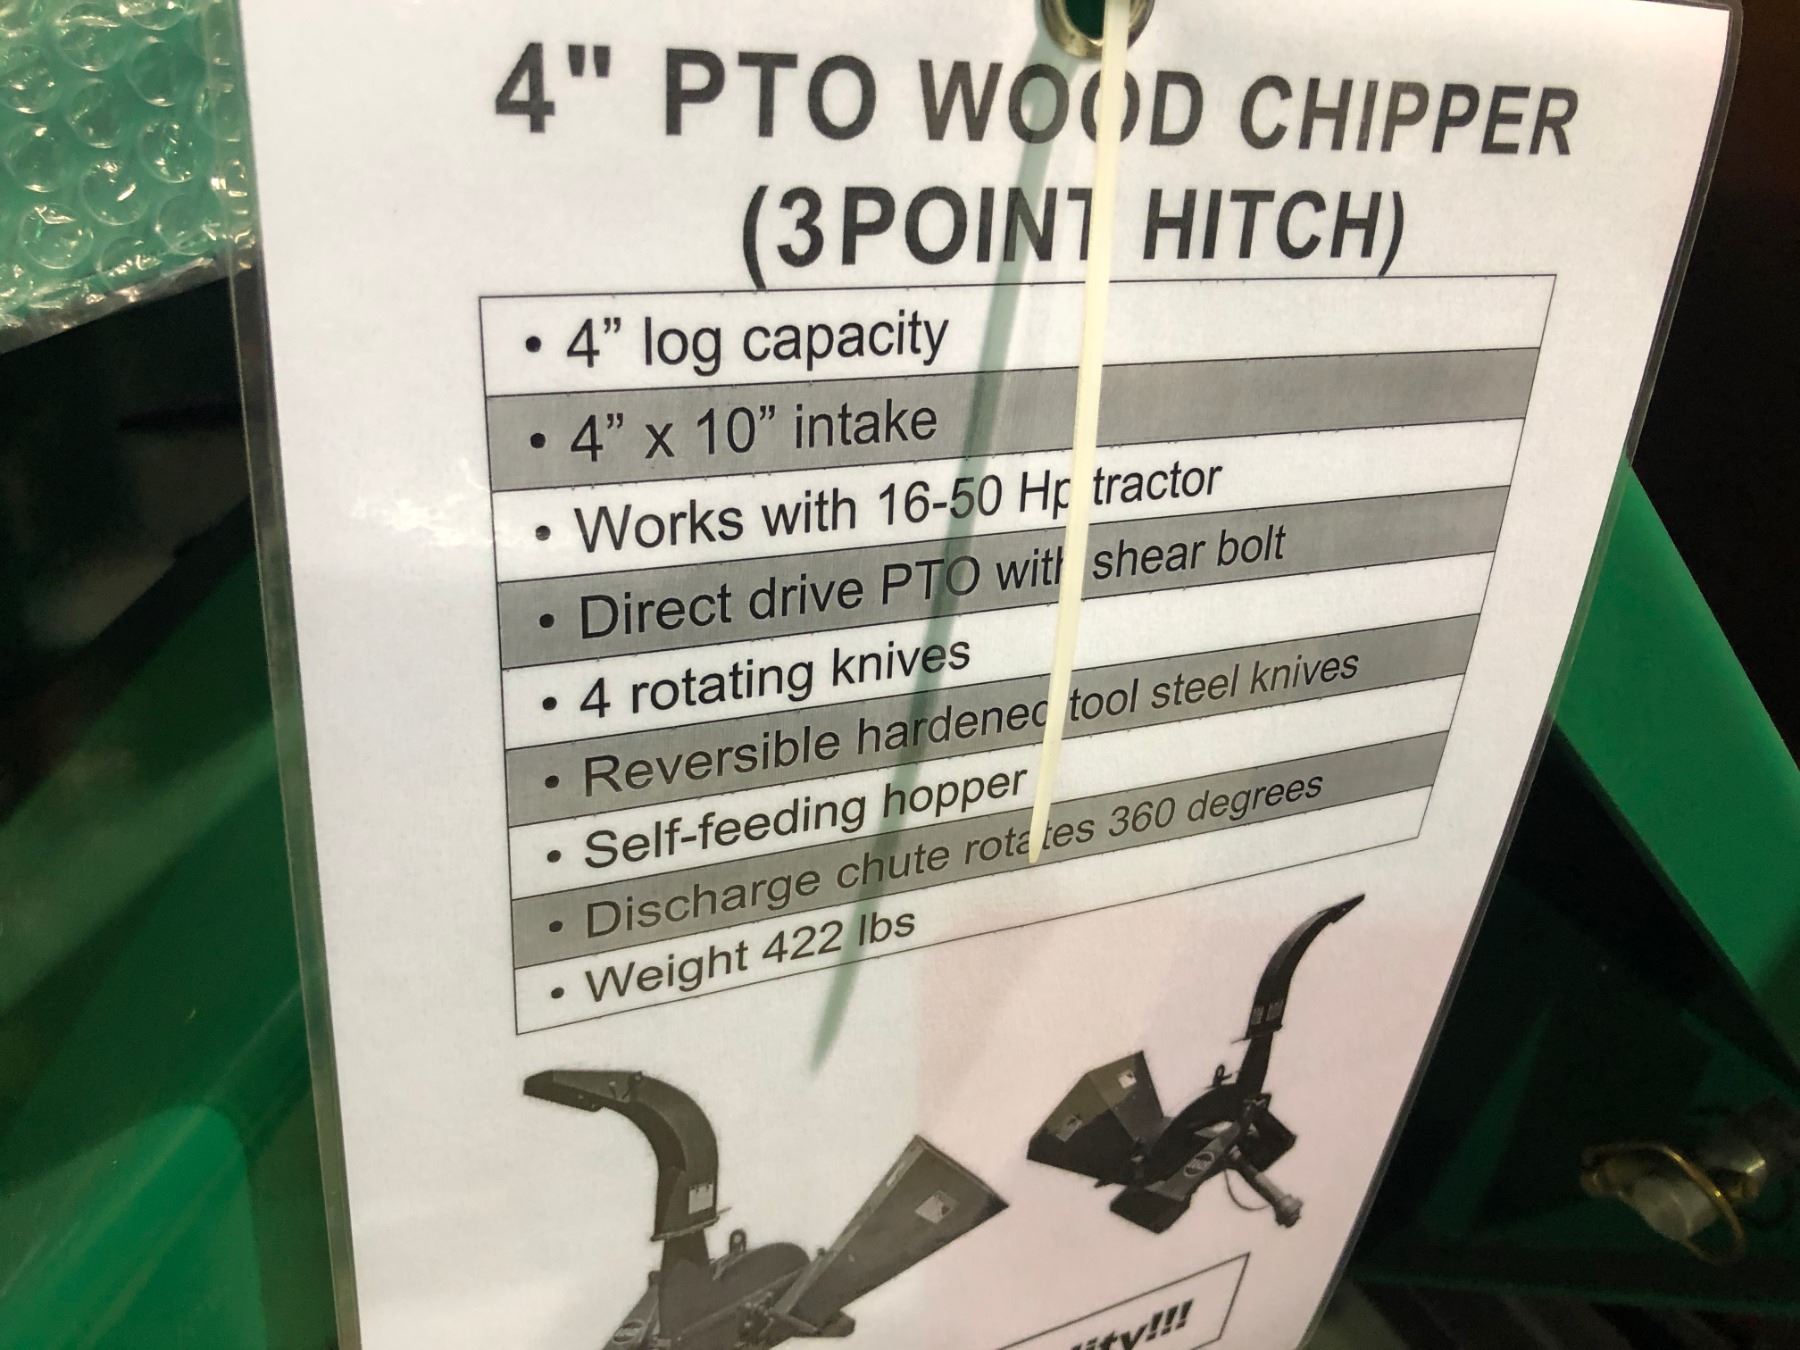 4" PTO WOOD CHIPPER
(3POINT HITCH)
• 4” log capacity
• 4” x 10” intake
• Works with 16-50 Hp tractor
• Direct drive PTO with shear bolt
• 4 rotating knives
• Reversible hardened tool steel knives
• Self-feeding hopper
• Discharge chute rotates 360 degrees
• Weight 422 lbs